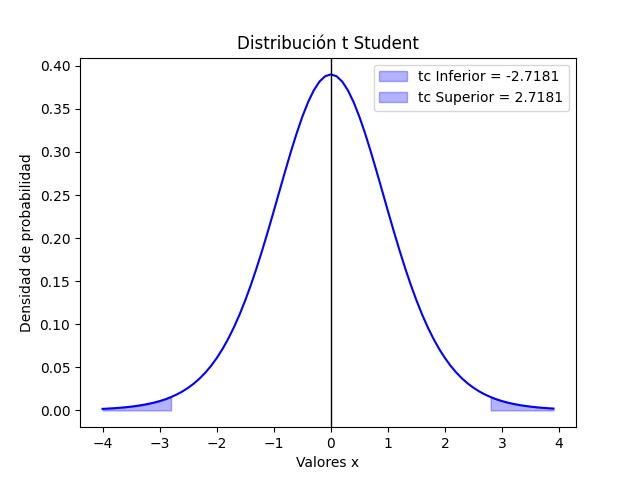 Distribución t Student
tc Inferior = -2.7181
tc Superior = 2.7181
Densidad de probabilidad
0.40
0.35
0.30
0.25
0.20
0.15
0.10
0.05
0.00
−4 −3 −2 −1 0 1 2 3 4
Valores x